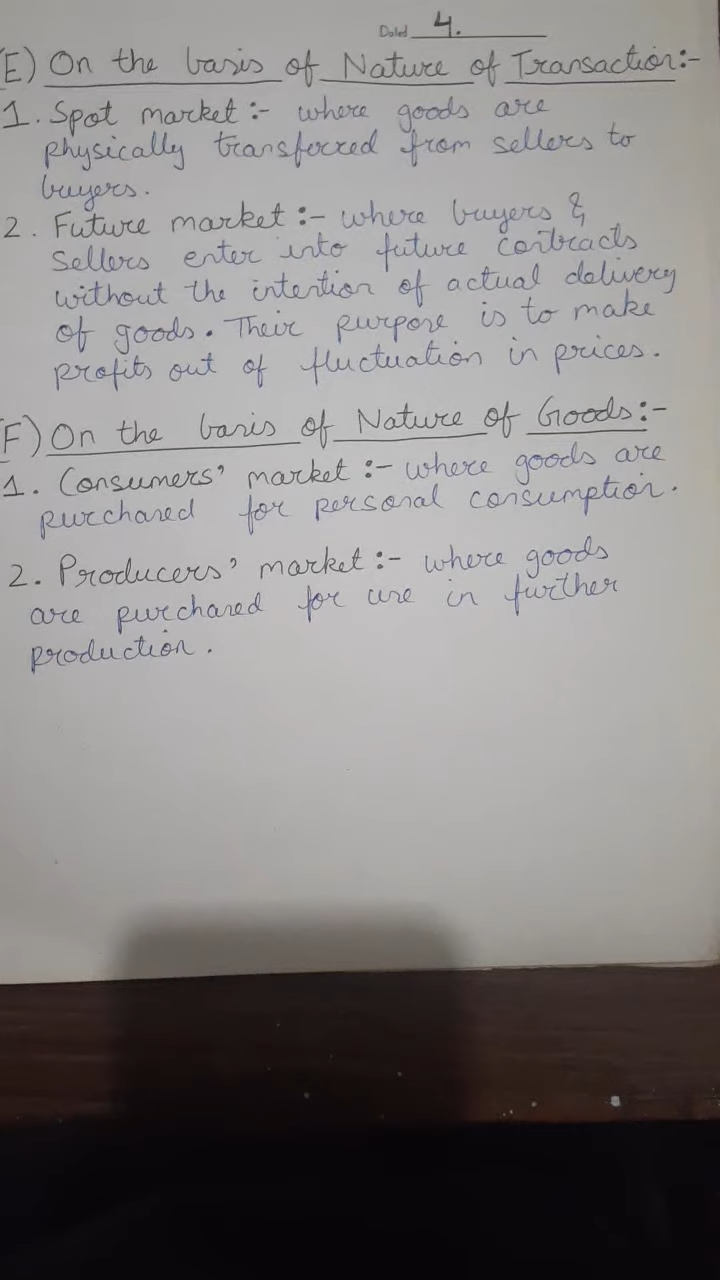 Dated 4.
(E) On the basis of Nature of Transaction:-
1. Spot market :- where goods are
physically transferred from sellers to
buyers.
2. Future market :- where buyers &
sellers enter into future contracts
without the intention of actual delivery
of goods. Their purpose is to make
profits out of fluctuation in prices.
(F) On the basis of Nature of Goods:-
1. Consumers' market :- where goods are
purchased for personal consumption.
2. Producers' market :- where goods
are purchased for use in further
production.